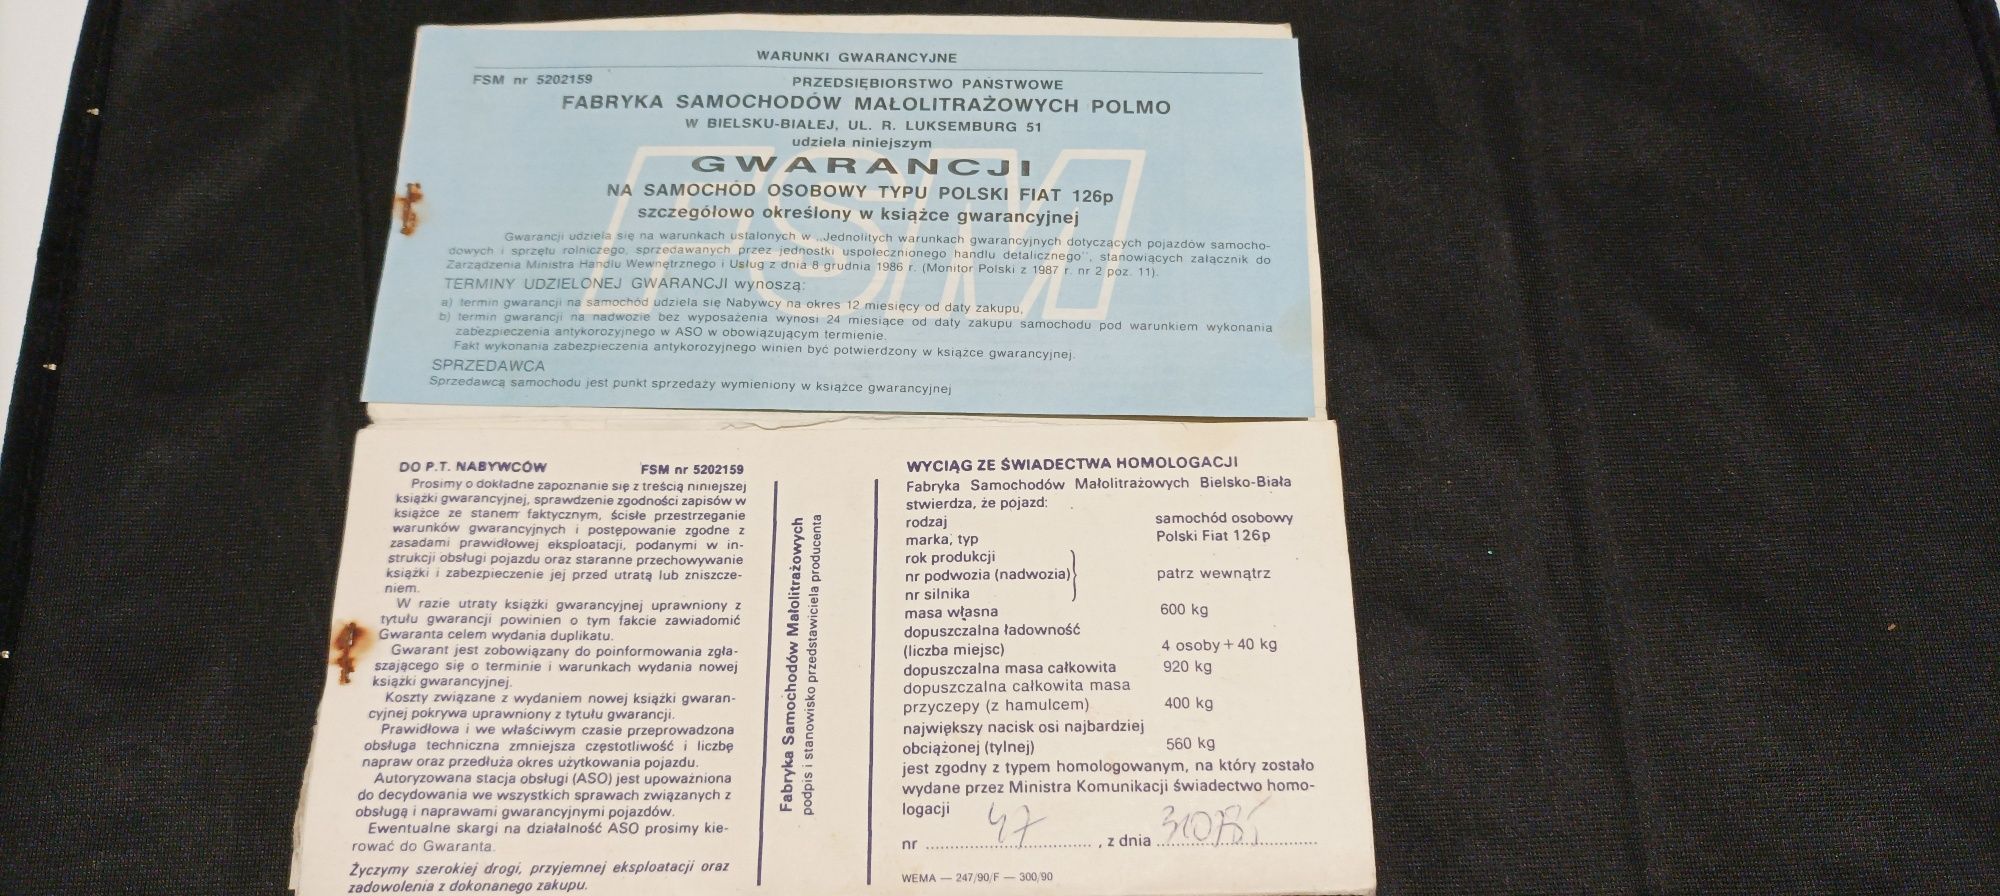 WARUNKI GWARANCYJNE
FSM nr 5202159
PRZEDSIĘBIORSTWO PAŃSTWOWE
FABRYKA SAMOCHODÓW MAŁOLITRAŻOWYCH POLMO
W BIELSKU-BIAŁEJ, UL. R. LUKSEMBURG 51
udziela niniejszym
GWARANCJI
NA SAMOCHÓD OSOBOWY TYPU POLSKI FIAT 126p
szczegółowo określony w książce gwarancyjnej
Gwarancji udziela się na warunkach ustalonych w „Jednolitych warunkach gwarancyjnych dotyczących pojazdów samocho-
dowych i sprzętu rolniczego, sprzedawanych przez jednostki uspołecznionego handlu detalicznego", stanowiących załącznik do
Zarządzenia Ministra Handlu Wewnętrznego i Usług z dnia 8 grudnia 1986 r. (Monitor Polski z 1987 r. nr 2 poz. 11).
TERMINY UDZIELONEJ GWARANCJI wynoszą:
a) termin gwarancji na samochód udziela się Nabywcy na okres 12 miesięcy od daty zakupu,
b) termin gwarancji na nadwozie bez wyposażenia wynosi 24 miesiące od daty zakupu samochodu pod warunkiem wykonania
zabezpieczenia antykorozyjnego w ASO w obowiązującym termienie.
Fakt wykonania zabezpieczenia antykorozyjnego winien być potwierdzony w książce gwarancyjnej.
SPRZEDAWCA
Sprzedawcą samochodu jest punkt sprzedaży wymieniony w książce gwarancyjnej
FSM
DO P.T. NABYWCÓW
FSM nr 5202159
Prosimy o dokładne zapoznanie się z treścią niniejszej
książki gwarancyjnej, sprawdzenie zgodności zapisów w
książce ze stanem faktycznym, ścisłe przestrzeganie
warunków gwarancyjnych i postępowanie zgodne z
zasadami prawidłowej eksploatacji, podanymi w in-
strukcji obsługi pojazdu oraz staranne przechowywanie
książki i zabezpieczenie jej przed utratą lub zniszcze-
niem.
W razie utraty książki gwarancyjnej uprawniony z
tytułu gwarancji powinien o tym fakcie zawiadomić
Gwaranta celem wydania duplikatu.
Gwarant jest zobowiązany do poinformowania zgła-
szającego się o terminie i warunkach wydania nowej
książki gwarancyjnej.
Koszty związane z wydaniem nowej książki gwaran-
cyjnej pokrywa uprawniony z tytułu gwarancji.
Prawidłowa i we właściwym czasie przeprowadzona
obsługa techniczna zmniejsza częstotliwość i liczbę
napraw oraz przedłuża okres użytkowania pojazdu.
Autoryzowana stacja obsługi (ASO) jest upoważniona
do decydowania we wszystkich sprawach związanych z
obsługą i naprawami gwarancyjnymi pojazdów.
Ewentualne skargi na działalność ASO prosimy kie-
rować do Gwaranta.
Życzymy szerokiej drogi, przyjemnej eksploatacji oraz
zadowolenia z dokonanego zakupu.
Fabryka Samochodów Małolitrażowych
podpis i stanowisko przedstawiciela producenta
WYCIĄG ZE ŚWIADECTWA HOMOLOGACJI
Fabryka Samochodów Małolitrażowych Bielsko-Biała
stwierdza, że pojazd:
rodzaj samochód osobowy
marka, typ Polski Fiat 126p
rok produkcji
nr podwozia (nadwozia) patrz wewnątrz
nr silnika
masa własna 600 kg
dopuszczalna ładowność
(liczba miejsc) 4 osoby + 40 kg
dopuszczalna masa całkowita 920 kg
dopuszczalna całkowita masa
przyczepy (z hamulcem) 400 kg
największy nacisk osi najbardziej
obciążonej (tylnej) 560 kg
jest zgodny z typem homologowanym, na który zostało
wydane przez Ministra Komunikacji świadectwo homo-
logacji
nr 47, z dnia
WEMA — 247/90/F — 300/90